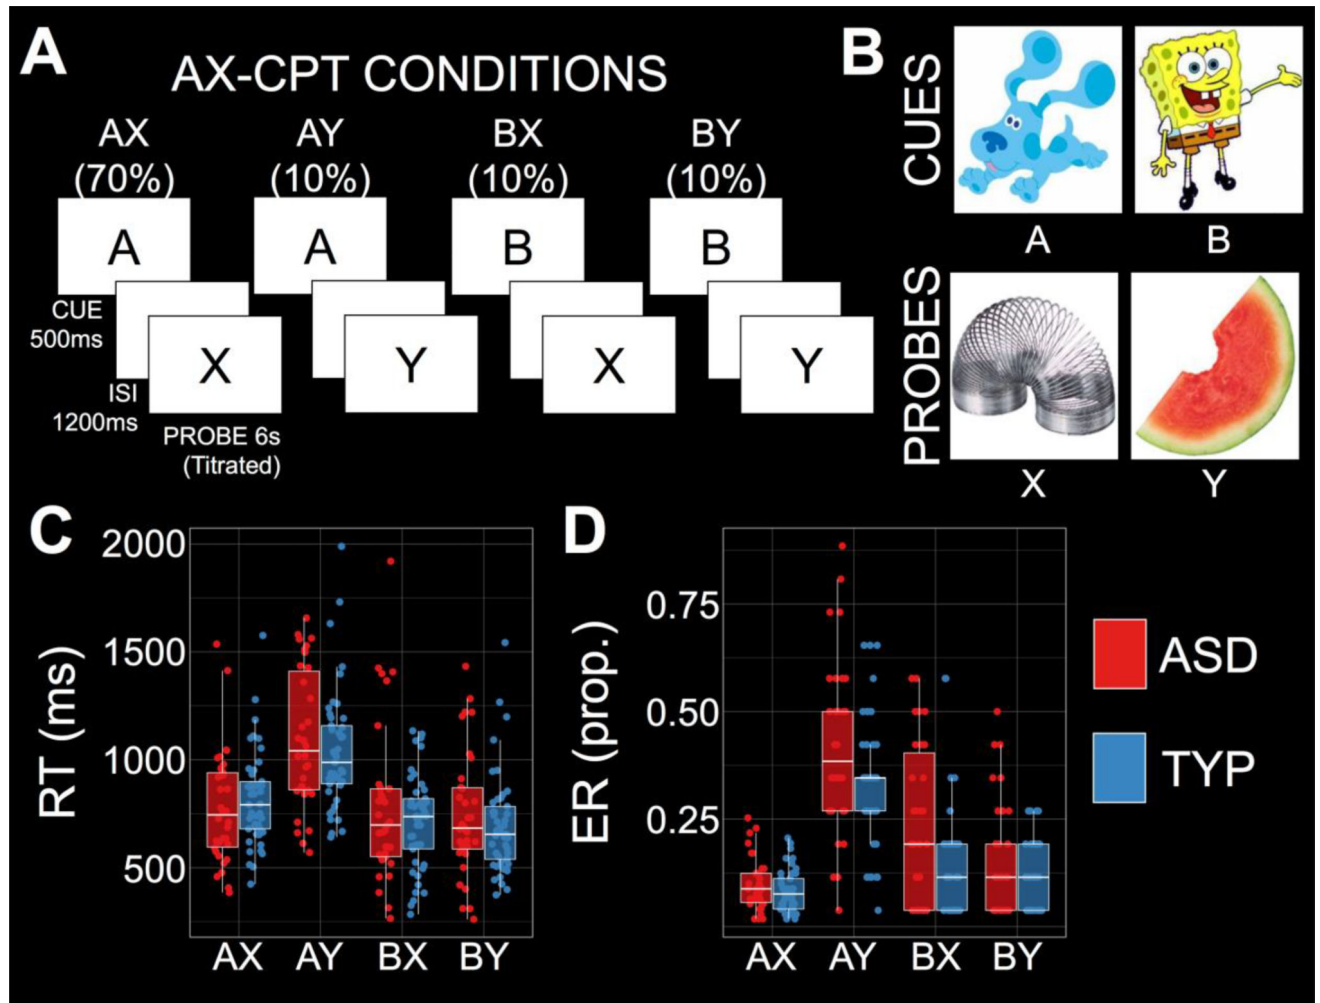 A
AX-CPT CONDITIONS
AX
(70%)
AY
(10%)
BX
(10%)
BY
(10%)
A
A
B
B
CUE
500ms
ISI
1200ms
X
Y
X
Y
PROBE 6s
(Titrated)
B
CUES
A
B
PROBES
X
Y
C
RT (ms)
2000
1500
1000
500
AX
AY
BX
BY
D
ER (prop.)
0.75
0.50
0.25
AX
AY
BX
BY
ASD
TYP